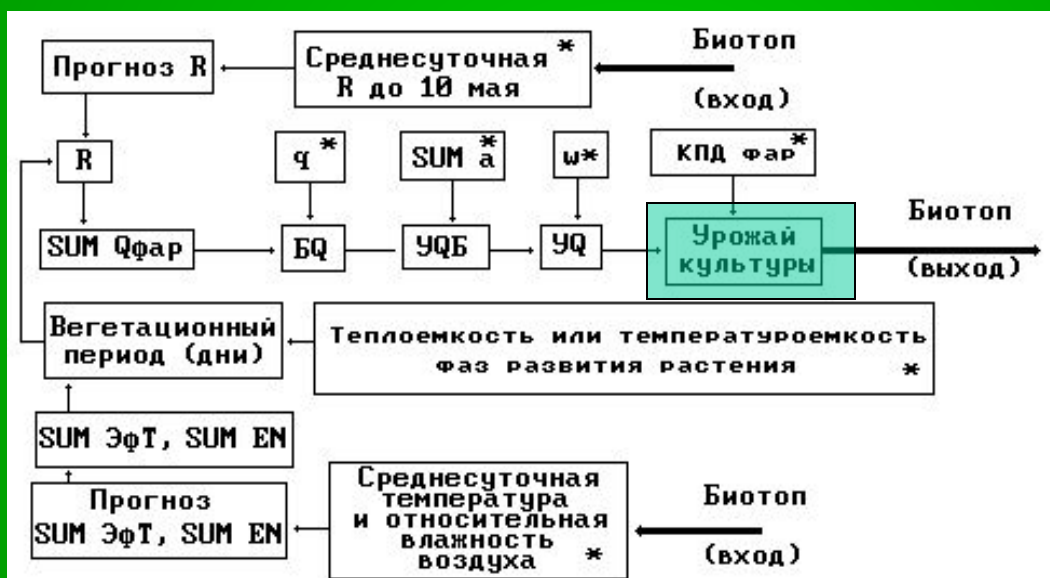 Прогноз R
Среднесуточная *
R до 10 мая
Биотоп
(вход)
R
q *
SUM a *
w*
КПД фар*
SUM Qфар
БQ
УQБ
УQ
Урожай
культуры
Биотоп
(выход)
Вегетационный
период (дни)
Теплоемкость или температуроемкость
фаз развития растения *
SUM ЭфТ, SUM EN
Прогноз
SUM ЭфТ, SUM EN
Среднесуточная
температура
и относительная
влажность
воздуха *
Биотоп
(вход)